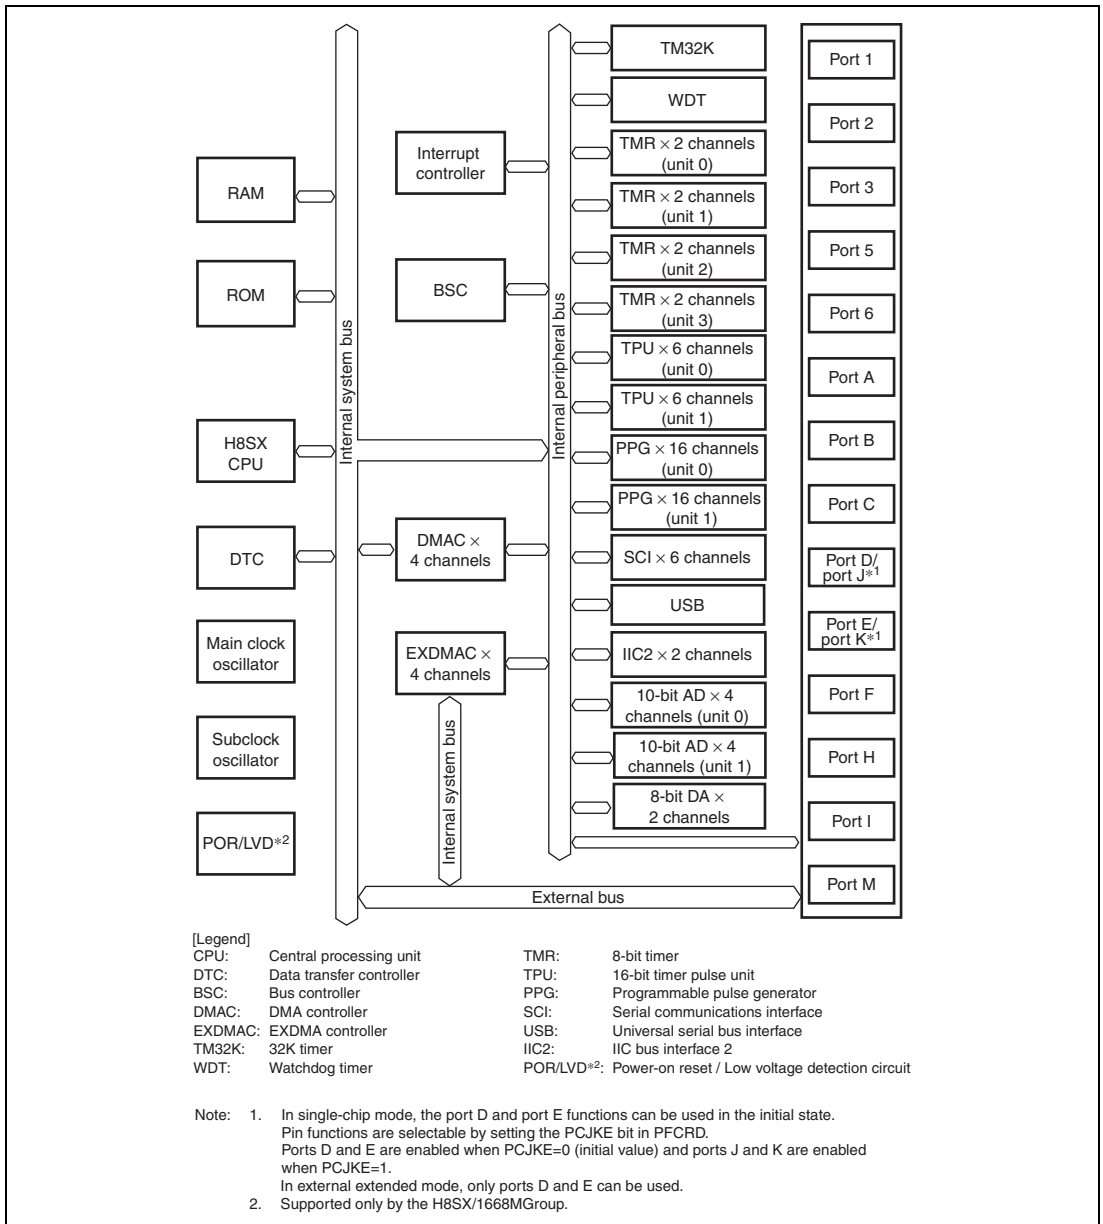 RAM
ROM
H8SX
CPU
DTC
Main clock
oscillator
Subclock
oscillator
POR/LVD*2
Internal system bus
Interrupt
controller
BSC
DMAC ×
4 channels
EXDMAC ×
4 channels
Internal system bus
Internal peripheral bus
TM32K
WDT
TMR × 2 channels
(unit 0)
TMR × 2 channels
(unit 1)
TMR × 2 channels
(unit 2)
TMR × 2 channels
(unit 3)
TPU × 6 channels
(unit 0)
TPU × 6 channels
(unit 1)
PPG × 16 channels
(unit 0)
PPG × 16 channels
(unit 1)
SCI × 6 channels
USB
IIC2 × 2 channels
10-bit AD × 4
channels (unit 0)
10-bit AD × 4
channels (unit 1)
8-bit DA ×
2 channels
External bus
Port 1
Port 2
Port 3
Port 5
Port 6
Port A
Port B
Port C
Port D/
port J*1
Port E/
port K*1
Port F
Port H
Port I
Port M
[Legend]
CPU: Central processing unit
DTC: Data transfer controller
BSC: Bus controller
DMAC: DMA controller
EXDMAC: EXDMA controller
TM32K: 32K timer
WDT: Watchdog timer
TMR: 8-bit timer
TPU: 16-bit timer pulse unit
PPG: Programmable pulse generator
SCI: Serial communications interface
USB: Universal serial bus interface
IIC2: IIC bus interface 2
POR/LVD*2: Power-on reset / Low voltage detection circuit
Note: 1. In single-chip mode, the port D and port E functions can be used in the initial state.
Pin functions are selectable by setting the PCJKE bit in PFCRD.
Ports D and E are enabled when PCJKE=0 (initial value) and ports J and K are enabled
when PCJKE=1.
In external extended mode, only ports D and E can be used.
2. Supported only by the H8SX/1668MGroup.